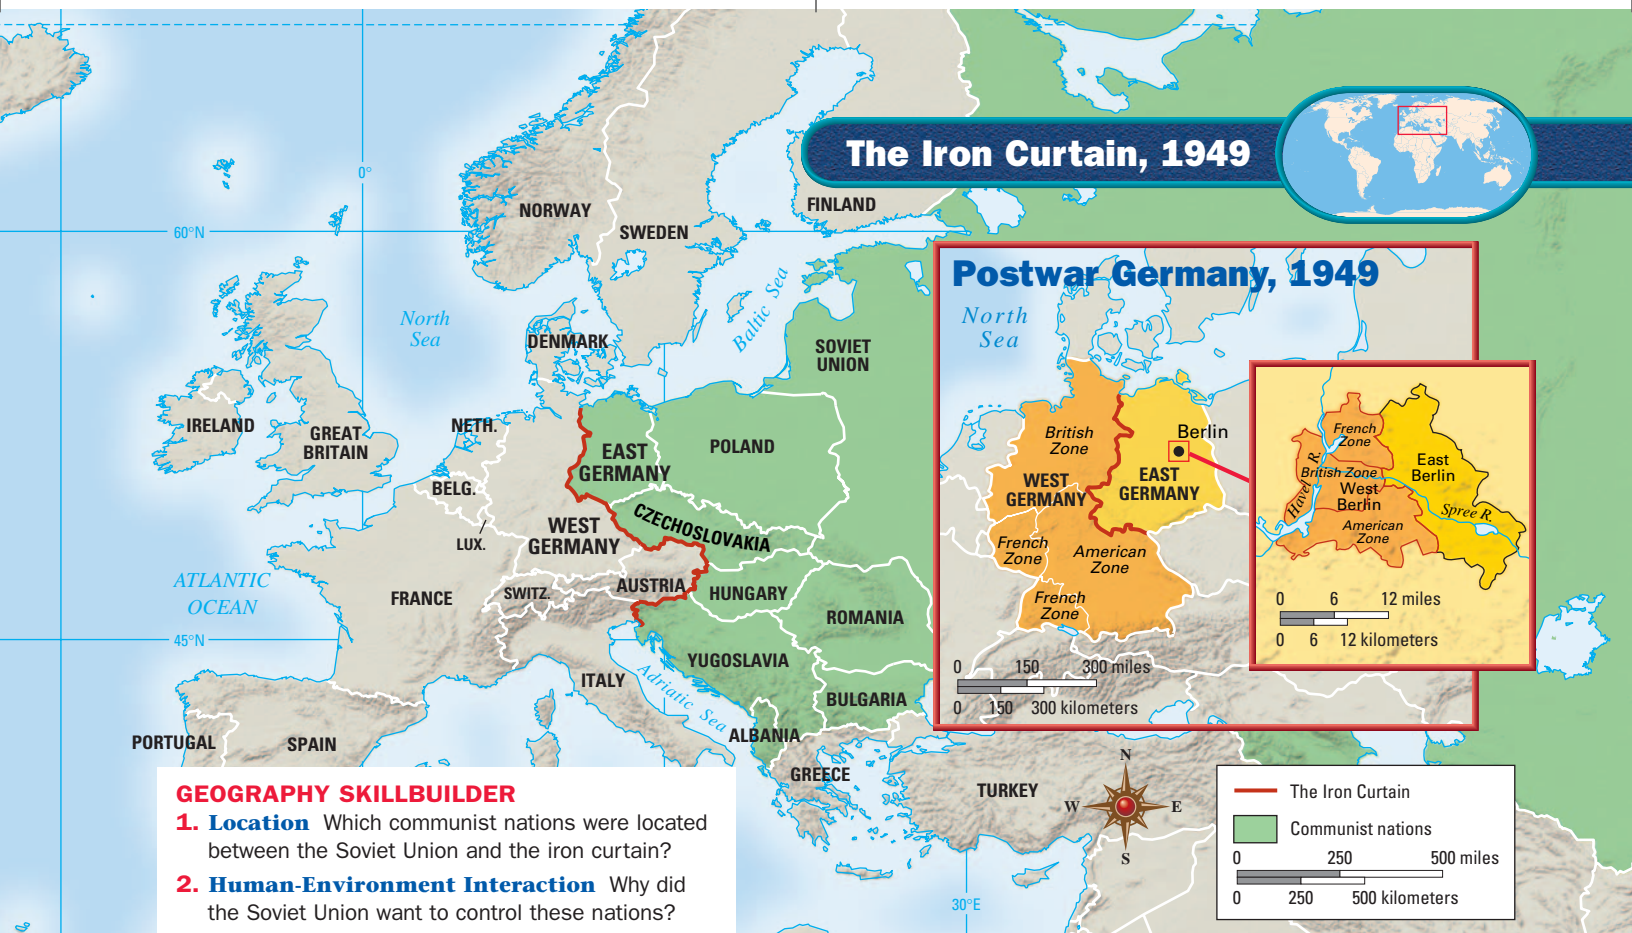 The Iron Curtain, 1949
0°
60°N
NORWAY
SWEDEN
FINLAND
North
Sea
Baltic Sea
DENMARK
SOVIET
UNION
IRELAND
GREAT
BRITAIN
NETH.
BELG.
LUX.
EAST
GERMANY
POLAND
WEST
GERMANY
CZECHOSLOVAKIA
ATLANTIC
OCEAN
FRANCE
SWITZ.
AUSTRIA
HUNGARY
ROMANIA
45°N
YUGOSLAVIA
ITALY
Adriatic Sea
BULGARIA
ALBANIA
PORTUGAL
SPAIN
GREECE
TURKEY
30°E
N
W
E
S
Postwar Germany, 1949
North
Sea
British
Zone
Berlin
WEST
GERMANY
EAST
GERMANY
French
Zone
American
Zone
French
Zone
0 150 300 miles
0 150 300 kilometers
French
Zone
Havel R.
British Zone
West
Berlin
East
Berlin
Spree R.
American
Zone
0 6 12 miles
0 6 12 kilometers
The Iron Curtain
Communist nations
0 250 500 miles
0 250 500 kilometers
GEOGRAPHY SKILLBUILDER
1. Location Which communist nations were located
between the Soviet Union and the iron curtain?
2. Human-Environment Interaction Why did
the Soviet Union want to control these nations?